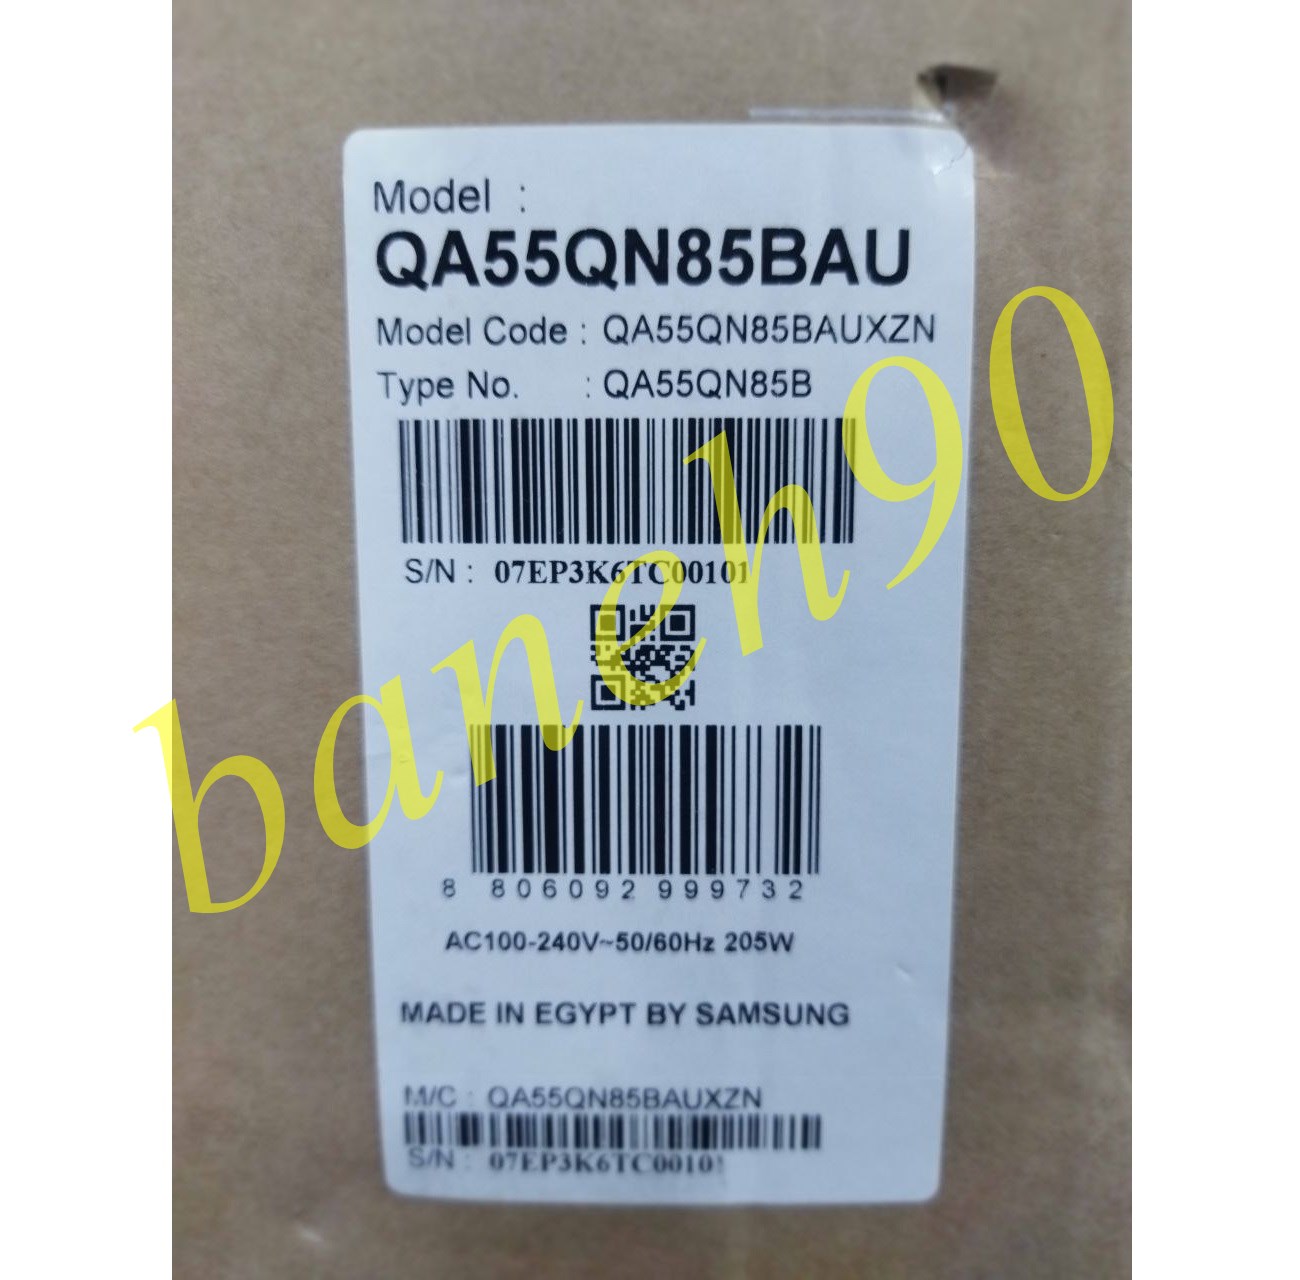 Model :
QA55QN85BAU
Model Code : QA55QN85BAUXZN
Type No. : QA55QN85B
S/N : 07EP3K6TC00101
8 806092 999732
AC100-240V~50/60Hz 205W
MADE IN EGYPT BY SAMSUNG
M/C : QA55QN85BAUXZN
S/N : 07EP3K6TC00101
baneh90